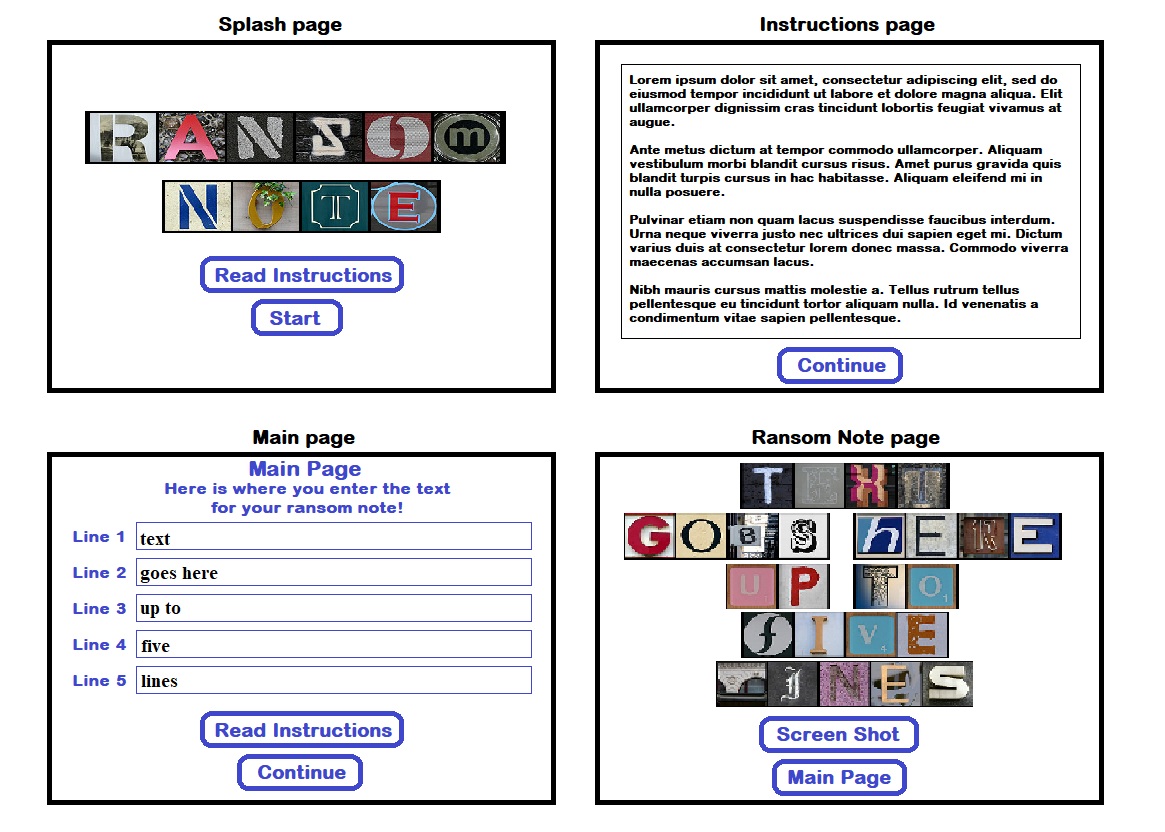 Splash page
RANSOm
NOTE
Read Instructions
Start
Instructions page
Lorem ipsum dolor sit amet, consectetur adipiscing elit, sed do
eiusmod tempor incididunt ut labore et dolore magna aliqua. Elit
ullamcorper dignissim cras tincidunt lobortis feugiat vivamus at
augue.
Ante metus dictum at tempor commodo ullamcorper. Aliquam
vestibulum morbi blandit cursus risus. Amet purus gravida quis
blandit turpis cursus in hac habitasse. Aliquam eleifend mi in
nulla posuere.
Pulvinar etiam non quam lacus suspendisse faucibus interdum.
Urna neque viverra justo nec ultrices dui sapien eget mi. Dictum
varius duis at consectetur lorem donec massa. Commodo viverra
maecenas accumsan lacus.
Nibh mauris cursus mattis molestie a. Tellus rutrum tellus
pellentesque eu tincidunt tortor aliquam nulla. Id venenatis a
condimentum vitae sapien pellentesque.
Continue
Main page
Main Page
Here is where you enter the text
for your ransom note!
Line 1 text
Line 2 goes here
Line 3 up to
Line 4 five
Line 5 lines
Read Instructions
Continue
Ransom Note page
TEXT
GOES hERE
UP TO
fIVE
LINES
Screen Shot
Main Page